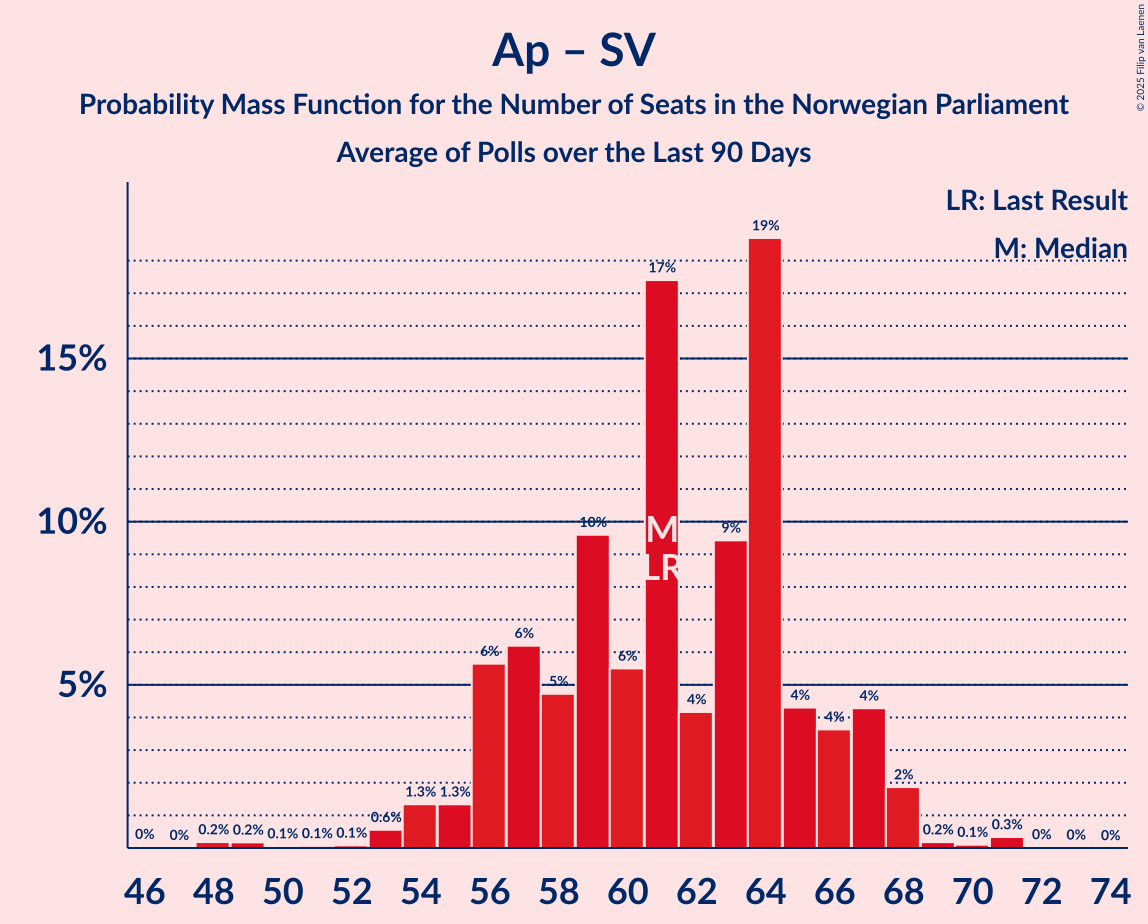 Ap – SV
Probability Mass Function for the Number of Seats in the Norwegian Parliament
Average of Polls over the Last 90 Days
© 2025 Filip van Laenen
LR: Last Result
M: Median
15%
10%
5%
0% 0% 0.2% 0.2% 0.1% 0.1% 0.1% 0.6% 1.3% 1.3% 6% 6% 5% 10% 6% 17% 4% 9% 19% 4% 4% 4% 2% 0.2% 0.1% 0.3% 0% 0% 0%
M
LR
46 48 50 52 54 56 58 60 62 64 66 68 70 72 74